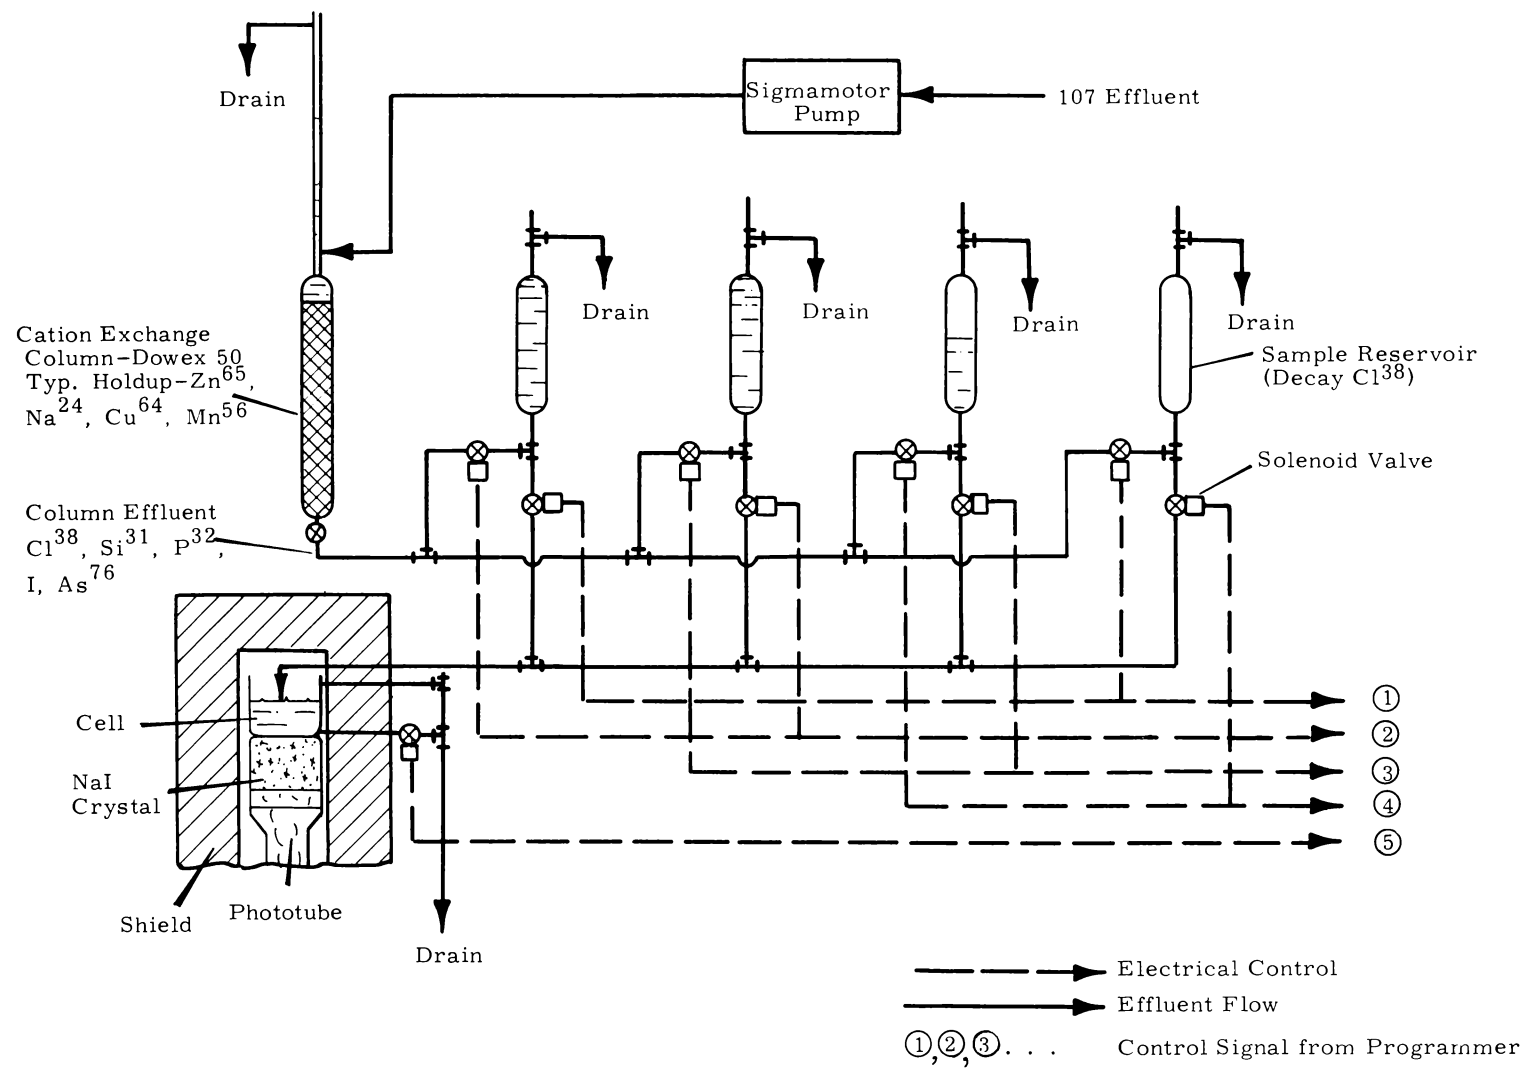 Drain
Sigmamotor
Pump
107 Effluent
Drain
Drain
Drain
Drain
Cation Exchange
Column-Dowex 50
Typ. Holdup-Zn⁶⁵,
Na²⁴, Cu⁶⁴, Mn⁵⁶
Sample Reservoir
(Decay Cl³⁸)
Solenoid Valve
Column Effluent
Cl³⁸, Si³¹, P³²,
I, As⁷⁶
Cell
NaI
Crystal
Shield
Phototube
Drain
①
②
③
④
⑤
Electrical Control
Effluent Flow
①,②,③...
Control Signal from Programmer